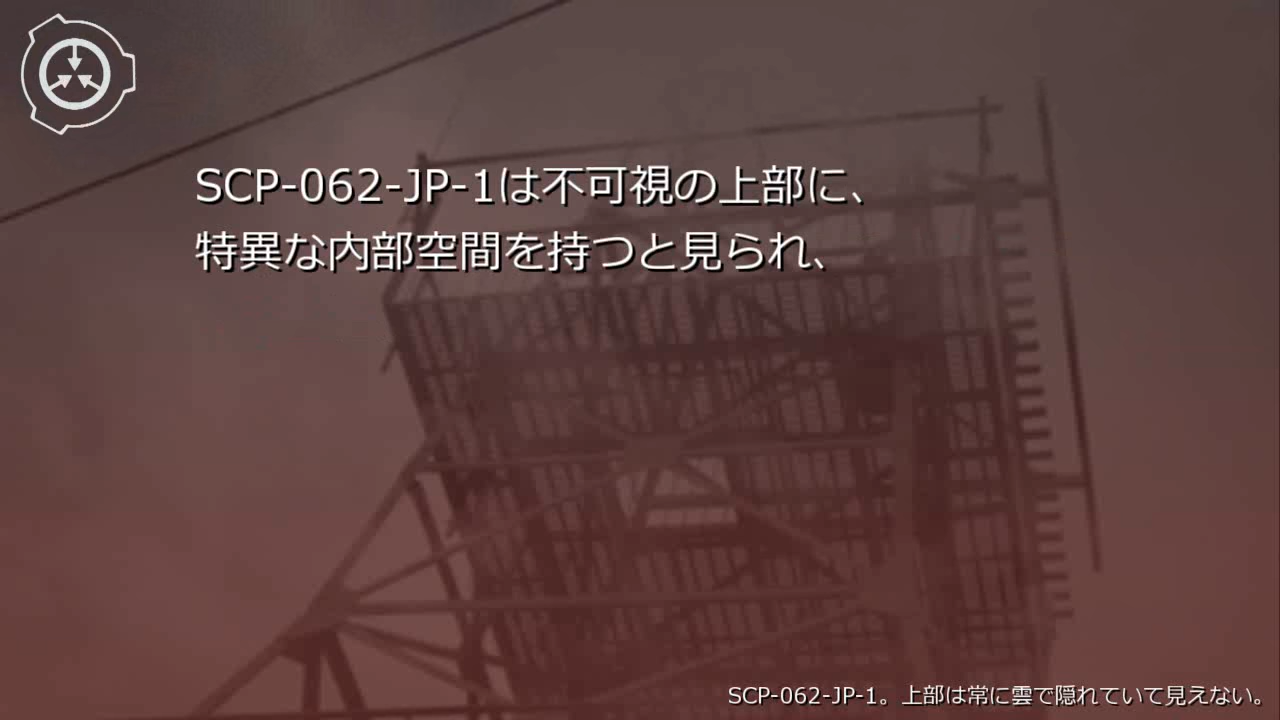 SCP-062-JP-1は不可視の上部に、
特異な内部空間を持つと見られ、
SCP-062-JP-1。上部は常に雲で隠れていて見えない。